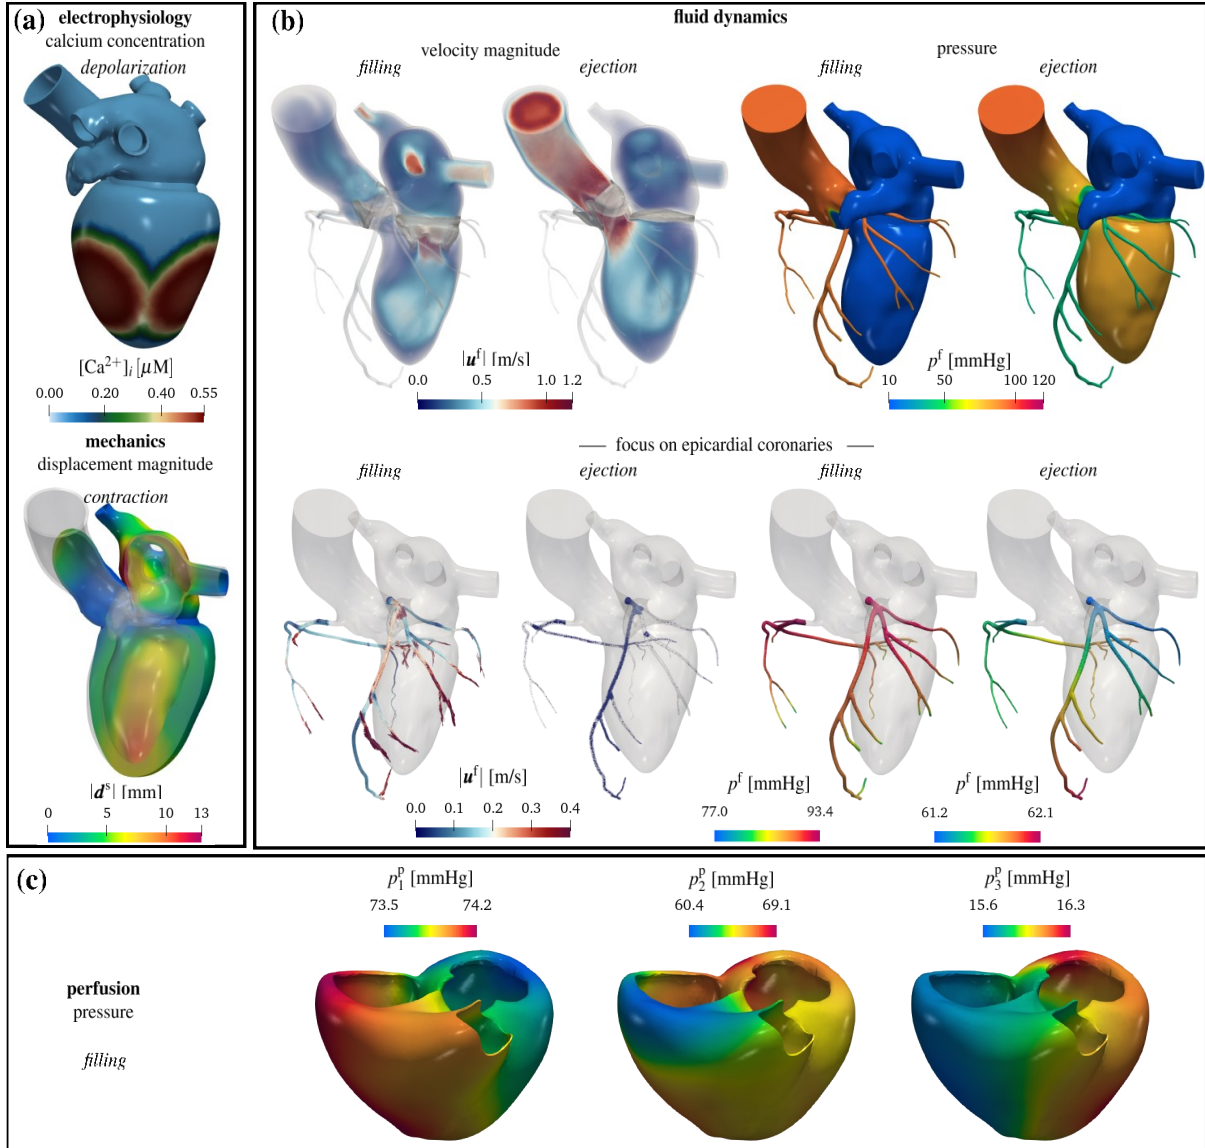 (a)
electrophysiology
calcium concentration
depolarization
[Ca²⁺]ᵢ [μM]
0.00 0.20 0.40 0.55
mechanics
displacement magnitude
contraction
|dˢ| [mm]
0 5 10 13
(b)
fluid dynamics
velocity magnitude pressure
filling ejection filling ejection
|uᶠ| [m/s] pᶠ [mmHg]
0.0 0.5 1.0 1.2 10 50 100 120
focus on epicardial coronaries
filling ejection filling ejection
|uᶠ| [m/s] pᶠ [mmHg] pᶠ [mmHg]
0.0 0.1 0.2 0.3 0.4 77.0 93.4 61.2 62.1
(c)
p₁ᵖ [mmHg] p₂ᵖ [mmHg] p₃ᵖ [mmHg]
73.5 74.2 60.4 69.1 15.6 16.3
perfusion
pressure
filling